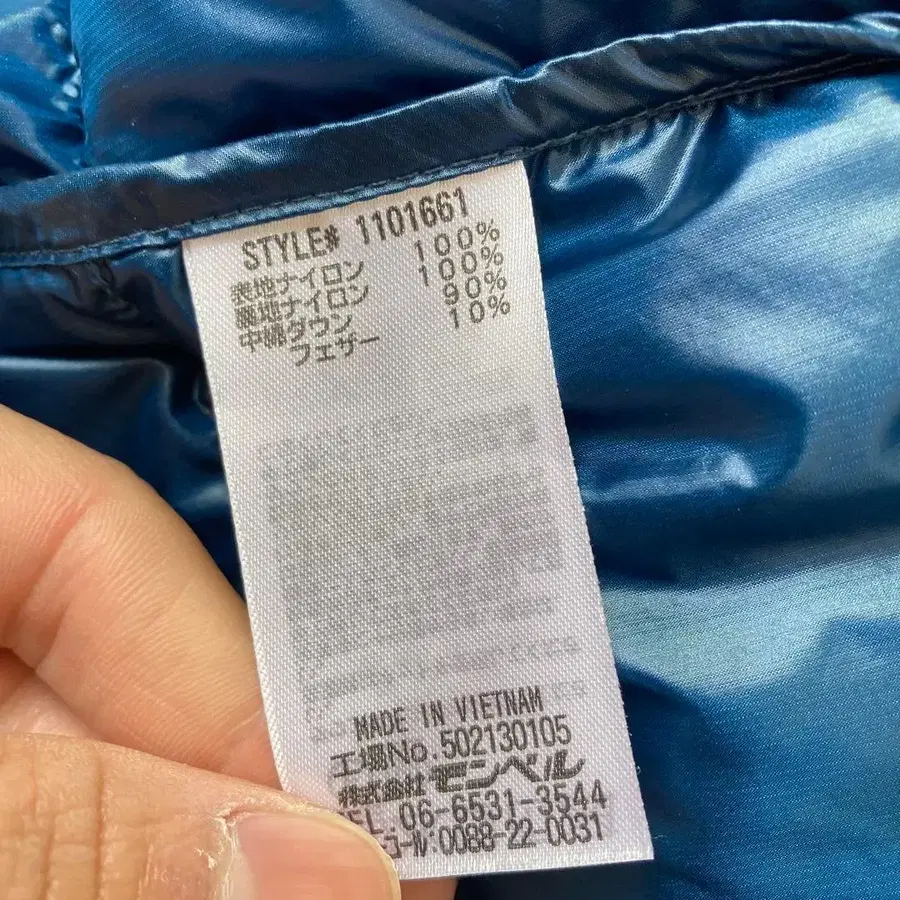 STYLE# 1101661
表地ナイロン 100%
裏地ナイロン 100%
中綿ダウン 90%
フェザー 10%
MADE IN VIETNAM
工場No.502130105
株式会社モンベル
TEL 06-6531-3544
ール:0088-22-0031